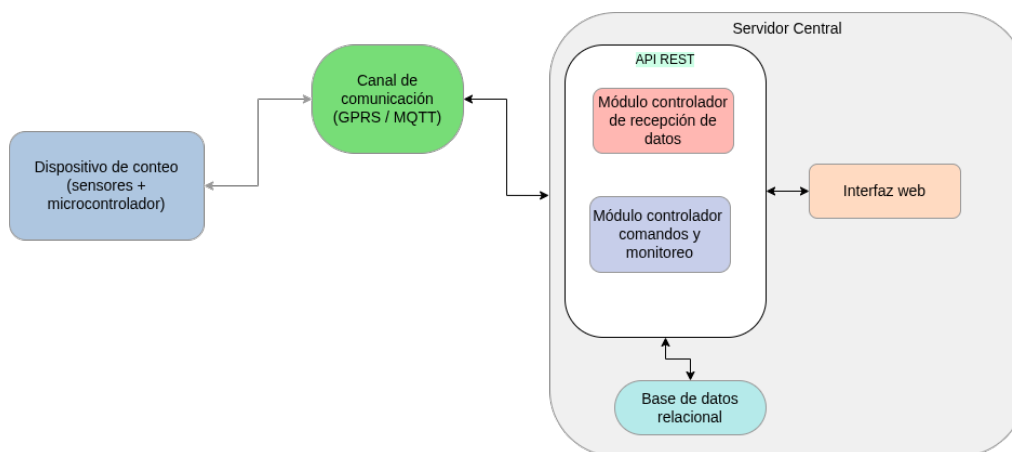 Servidor Central
API REST
Canal de
comunicación
(GPRS / MQTT)
Módulo controlador
de recepción de
datos
Dispositivo de conteo
(sensores +
microcontrolador)
Interfaz web
Módulo controlador
comandos y
monitoreo
Base de datos
relacional